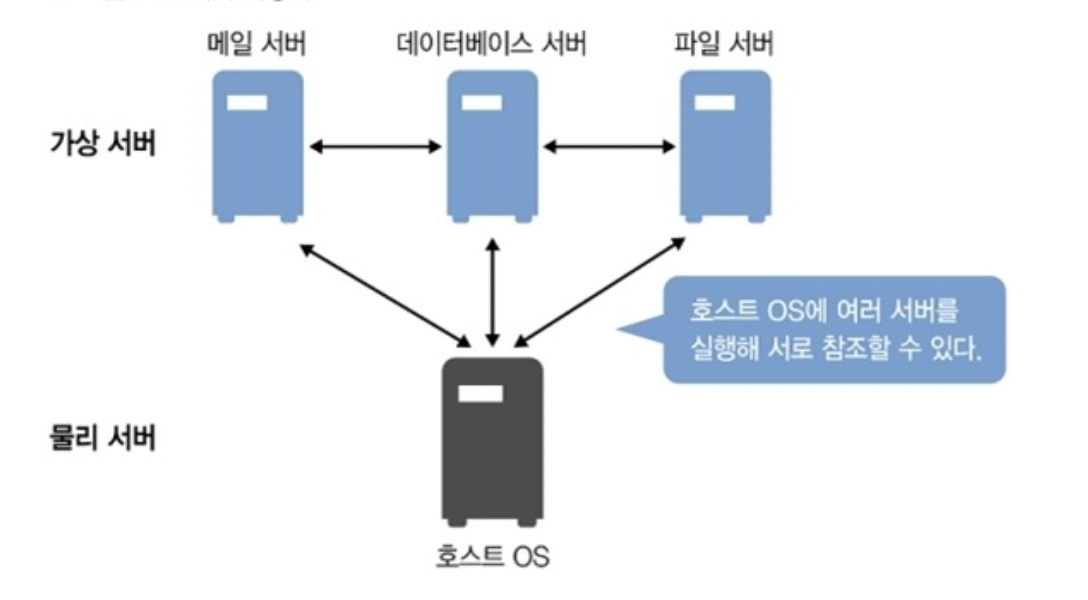 메일 서버
데이터베이스 서버
파일 서버
가상 서버
호스트 OS에 여러 서버를
실행해 서로 참조할 수 있다.
물리 서버
호스트 OS